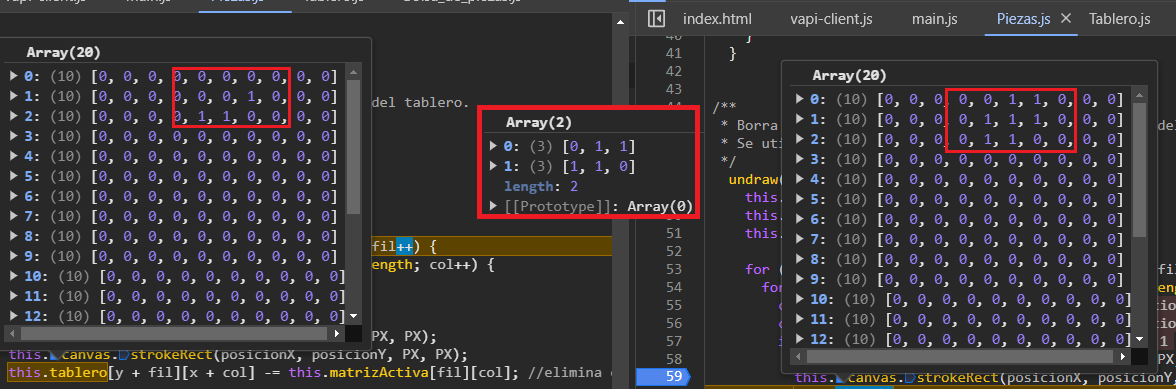 Array(20)
0: (10) [0, 0, 0, 0, 0, 0, 0, 0, 0, 0]
1: (10) [0, 0, 0, 0, 0, 0, 1, 0, 0, 0]
2: (10) [0, 0, 0, 0, 1, 1, 0, 0, 0, 0]
3: (10) [0, 0, 0, 0, 0, 0, 0, 0, 0, 0]
4: (10) [0, 0, 0, 0, 0, 0, 0, 0, 0, 0]
5: (10) [0, 0, 0, 0, 0, 0, 0, 0, 0, 0]
6: (10) [0, 0, 0, 0, 0, 0, 0, 0, 0, 0]
7: (10) [0, 0, 0, 0, 0, 0, 0, 0, 0, 0]
8: (10) [0, 0, 0, 0, 0, 0, 0, 0, 0, 0]
9: (10) [0, 0, 0, 0, 0, 0, 0, 0, 0, 0]
10: (10) [0, 0, 0, 0, 0, 0, 0, 0, 0, 0]
11: (10) [0, 0, 0, 0, 0, 0, 0, 0, 0, 0]
12: (10) [0, 0, 0, 0, 0, 0, 0, 0, 0, 0]
del tablero.
fil++) {
ength; col++) {
PX, PX);
this.canvas.strokeRect(posicionX, posicionY, PX, PX);
this.tablero[y + fil][x + col] -= this.matrizActiva[fil][col]; //elimina
Array(2)
0: (3) [0, 1, 1]
1: (3) [1, 1, 0]
length: 2
[[Prototype]]: Array(0)
index.html vapi-client.js main.js Piezas.js Tablero.js
}
41 }
42
43
/**
* Borra
* Se uti
*/
undraw(
this.
this.
51 this.
52
53 for (
54 fo
55
56
57
58
59 this.canvas.strokeRect(posicionX, posicionY, PX
Array(20)
0: (10) [0, 0, 0, 0, 0, 1, 1, 0, 0, 0]
1: (10) [0, 0, 0, 0, 1, 1, 1, 0, 0, 0]
2: (10) [0, 0, 0, 0, 1, 1, 0, 0, 0, 0]
3: (10) [0, 0, 0, 0, 0, 0, 0, 0, 0, 0]
4: (10) [0, 0, 0, 0, 0, 0, 0, 0, 0, 0]
5: (10) [0, 0, 0, 0, 0, 0, 0, 0, 0, 0]
6: (10) [0, 0, 0, 0, 0, 0, 0, 0, 0, 0]
7: (10) [0, 0, 0, 0, 0, 0, 0, 0, 0, 0]
8: (10) [0, 0, 0, 0, 0, 0, 0, 0, 0, 0]
9: (10) [0, 0, 0, 0, 0, 0, 0, 0, 0, 0]
10: (10) [0, 0, 0, 0, 0, 0, 0, 0, 0, 0]
11: (10) [0, 0, 0, 0, 0, 0, 0, 0, 0, 0]
12: (10) [0, 0, 0, 0, 0, 0, 0, 0, 0, 0]